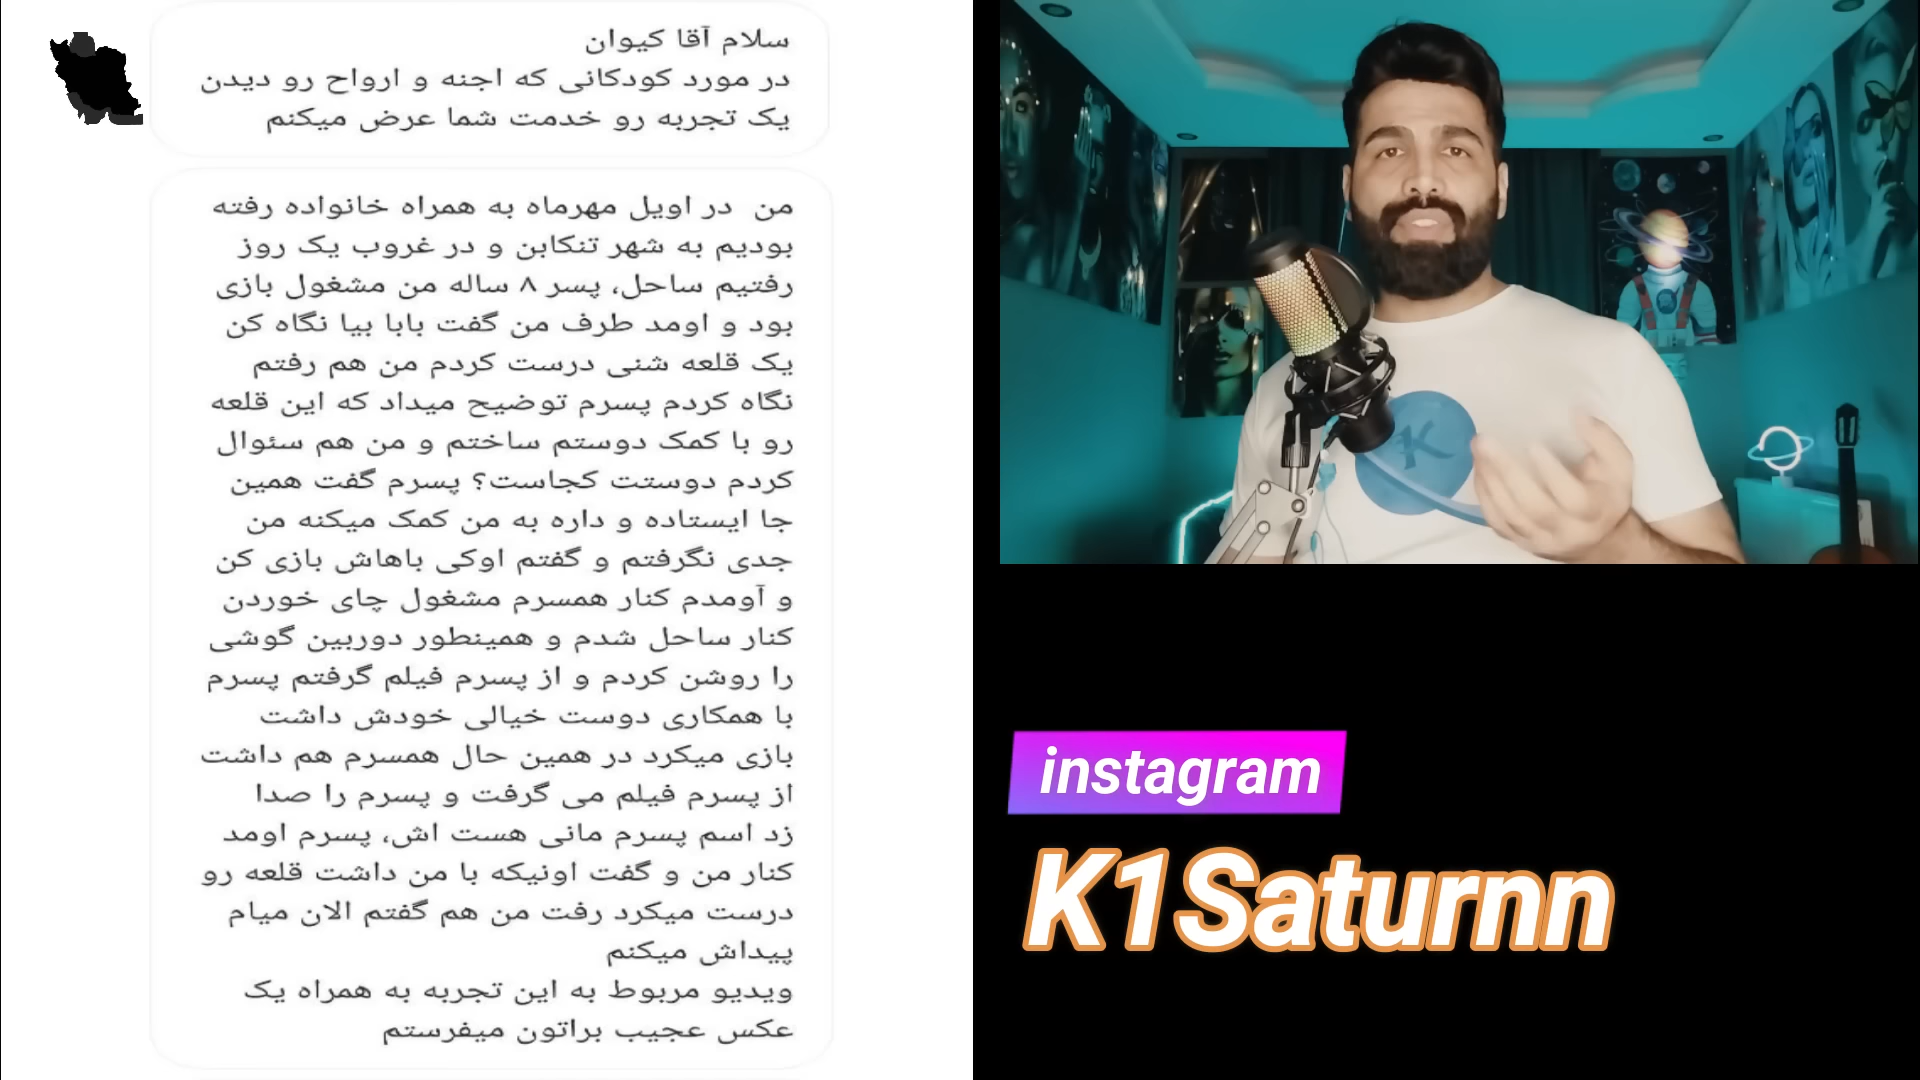 سلام آقا کیوان
در مورد کودکانی که اجنه و ارواح رو دیدن
یک تجربه رو خدمت شما عرض میکنم
من در اویل مهرماه به همراه خانواده رفته
بودیم به شهر تنکابن و در غروب یک روز
رفتیم ساحل، پسر ۸ ساله من مشغول بازی
بود و اومد طرف من گفت بابا بیا نگاه کن
یک قلعه شنی درست کردم من هم رفتم
نگاه کردم پسرم توضیح میداد که این قلعه
رو با کمک دوستم ساختم و من هم سئوال
کردم دوستت کجاست؟ پسرم گفت همین
جا ایستاده و داره به من کمک میکنه من
جدی نگرفتم و گفتم اوکی باهاش بازی کن
و آومدم کنار همسرم مشغول چای خوردن
کنار ساحل شدم و همینطور دوربین گوشی
را روشن کردم و از پسرم فیلم گرفتم پسرم
با همکاری دوست خیالی خودش داشت
بازی میکرد در همین حال همسرم هم داشت
از پسرم فیلم می گرفت و پسرم را صدا
زد اسم پسرم مانی هست اش، پسرم اومد
کنار من و گفت اونیکه با من داشت قلعه رو
درست میکرد رفت من هم گفتم الان میام
پیداش میکنم
ویدیو مربوط به این تجربه به همراه یک
عکس عجیب براتون میفرستم
K
instagram
K1Saturnn